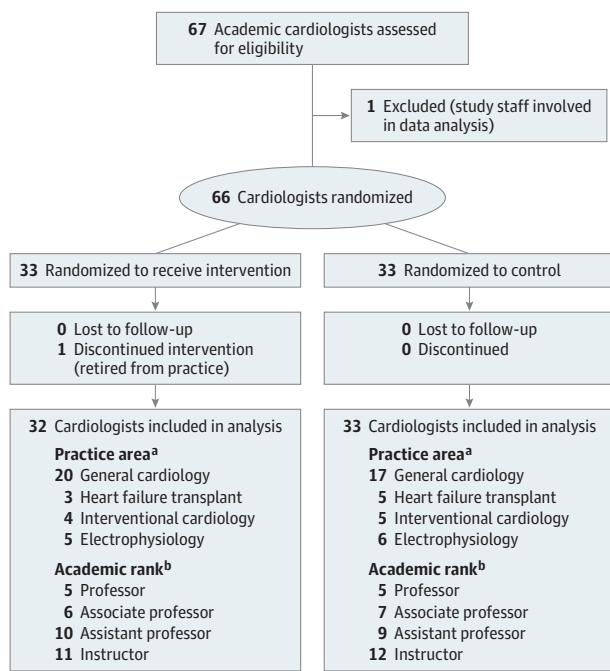 67 Academic cardiologists assessed
for eligibility
1 Excluded (study staff involved
in data analysis)
66 Cardiologists randomized
33 Randomized to receive intervention
0 Lost to follow-up
1 Discontinued intervention
(retired from practice)
32 Cardiologists included in analysis
Practice areaᵃ
20 General cardiology
3 Heart failure transplant
4 Interventional cardiology
5 Electrophysiology
Academic rankᵇ
5 Professor
6 Associate professor
10 Assistant professor
11 Instructor
33 Randomized to control
0 Lost to follow-up
0 Discontinued
33 Cardiologists included in analysis
Practice areaᵃ
17 General cardiology
5 Heart failure transplant
5 Interventional cardiology
6 Electrophysiology
Academic rankᵇ
5 Professor
7 Associate professor
9 Assistant professor
12 Instructor